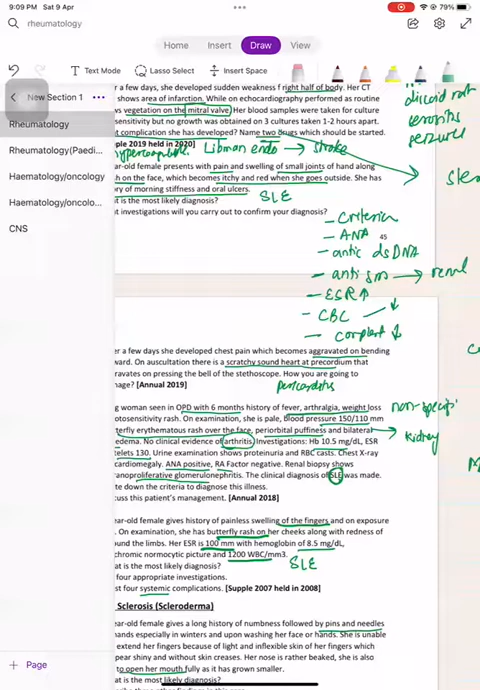 9:09 PM Sat 9 Apr
79%
rheumatology
Home Insert Draw View
Text Mode Lasso Select Insert Space
New Section 1
Rheumatology
Rheumatology(Paedi...
Haematology/oncology
Haematology/oncolo...
CNS
Page
r a few days, she developed sudden weakness f right half of body. Her CT
shows area of infarction. While on echocardiography performed as routine
ws vegetation on the mitral valve. Her blood samples were taken for culture
sensitivity but no growth was obtained on 3 cultures taken 1-2 hours apart.
t complication she has developed? Name two drugs which should be started.
pple 2019 held in 2020]
Libman endo → stroke
discoid rash
serositis
seizure
year-old female presents with pain and swelling of small joints of hand along
sh on the face, which becomes itchy and red when she goes outside. She has
ory of morning stiffness and oral ulcers.
SLE
at is the most likely diagnosis?
t investigations will you carry out to confirm your diagnosis?
- criteria
- ANA
45
- antic dsDNA
- anti sm → renal
- ESR ↑
- CBC ↓
- complent ↓
er a few days she developed chest pain which becomes aggravated on bending
ward. On auscultation there is a scratchy sound heart at precordium that
ravates on pressing the bell of the stethoscope. How you are going to
nage? [Annual 2019]
Pericarditis
g woman seen in OPD with 6 months history of fever, arthralgia, weight loss
otosensitivity rash. On examination, she is pale, blood pressure 150/110 mm
terfly erythematous rash over the face, periorbital puffiness and bilateral
edema. No clinical evidence of arthritis. Investigations: Hb 10.5 mg/dL, ESR
telets 130. Urine examination shows proteinuria and RBC casts. Chest X-ray
cardiomegaly. ANA positive, RA Factor negative. Renal biopsy shows
ranoproliferative glomerulonephritis. The clinical diagnosis of SLE was made.
te down the criteria to diagnose this illness.
cuss this patient's management. [Annual 2018]
kidney
ear-old female gives history of painless swelling of the fingers and on exposure
. On examination, she has butterfly rash on her cheeks along with redness of
ound the limbs. Her ESR is 100 mm with hemoglobin of 8.5 mg/dL,
chromic normocytic picture and 1200 WBC/mm3.
SLE
at is the most likely diagnosis?
four appropriate investigations.
st four systemic complications. [Supple 2007 held in 2008]
Sclerosis (Scleroderma)
ear-old female gives a long history of numbness followed by pins and needles
hands especially in winters and upon washing her face or hands. She is unable
extend her fingers because of light and inflexible skin of her fingers which
pear shiny and without skin creases. Her nose is rather beaked, she is also
to open her mouth fully as it has grown smaller.
at is the most likely diagnosis?